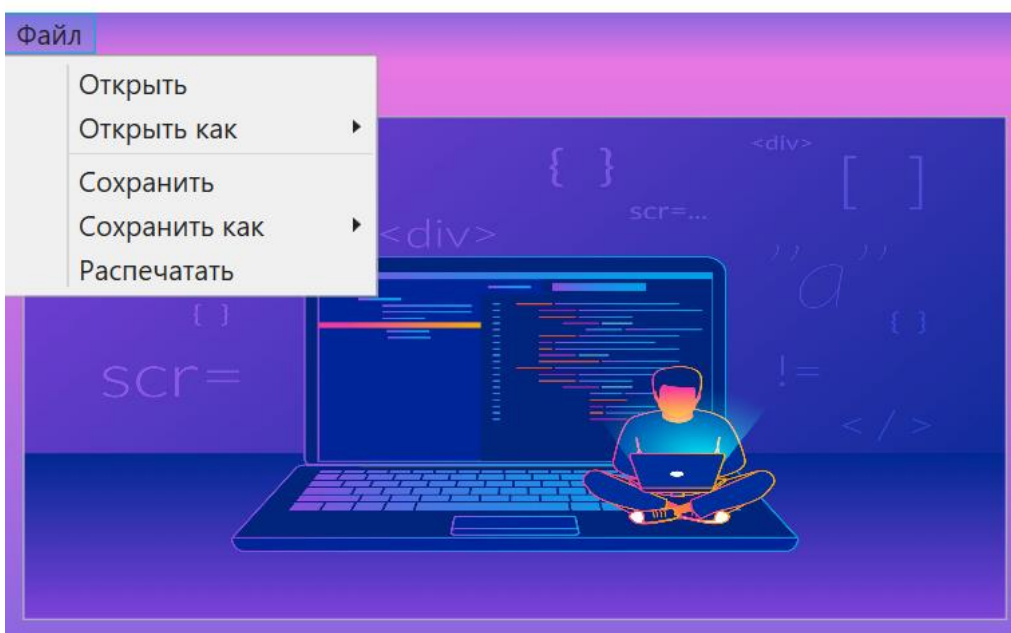 Файл
Открыть
Открыть как
Сохранить
Сохранить как
Распечатать
{ }
<div>
[ ]
scr=...
<div>
,, ,,
a
{ }
{ }
scr=
!=
</>